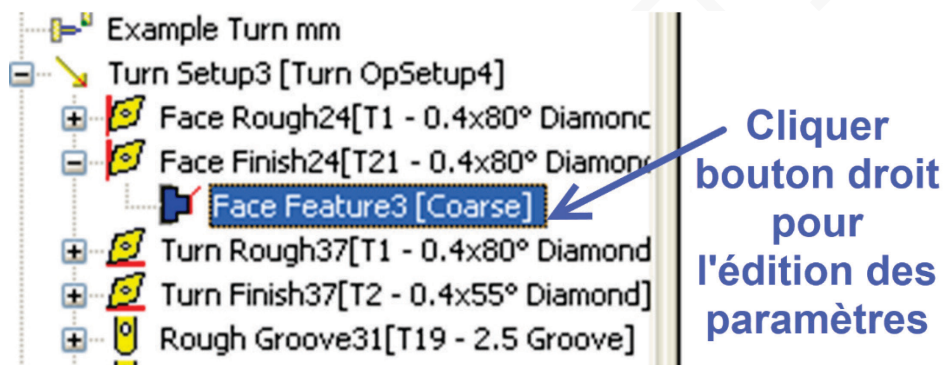 Example Turn mm
Turn Setup3 [Turn OpSetup4]
Face Rough24[T1 - 0.4x80° Diamonc
Face Finish24[T21 - 0.4x80° Diamond
Face Feature3 [Coarse]
Turn Rough37[T1 - 0.4x80° Diamond
Turn Finish37[T2 - 0.4x55° Diamond]
Rough Groove31[T19 - 2.5 Groove]
Cliquer
bouton droit
pour
l'édition des
paramètres